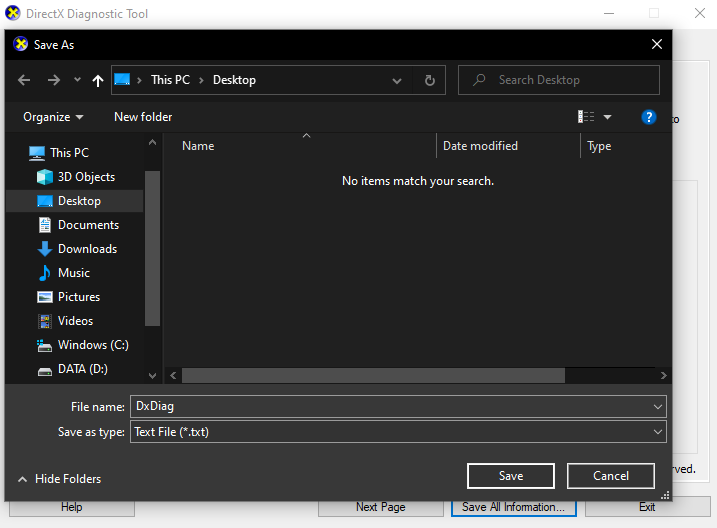 DirectX Diagnostic Tool
Save As
This PC > Desktop
Search Desktop
Organize
New folder
to
Name
Date modified
Type
No items match your search.
This PC
3D Objects
Desktop
Documents
Downloads
Music
Pictures
Videos
Windows (C:)
DATA (D:)
File name: DxDiag
Save as type: Text File (*.txt)
rved.
Hide Folders
Save
Cancel
Help
Next Page
Save All Information...
Exit